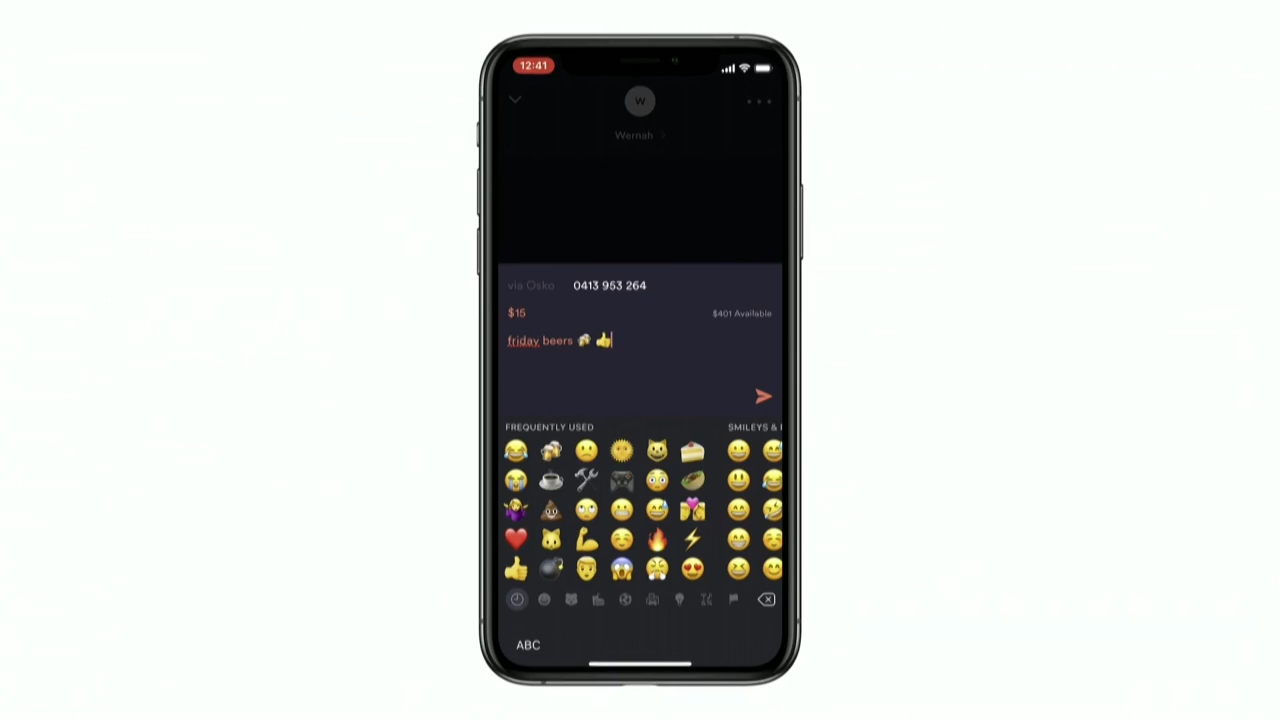 12:41
W
Wernah
via Osko 0413 953 264
$15 $401 Available
friday beers 🍻 👍
FREQUENTLY USED SMILEYS &
ABC